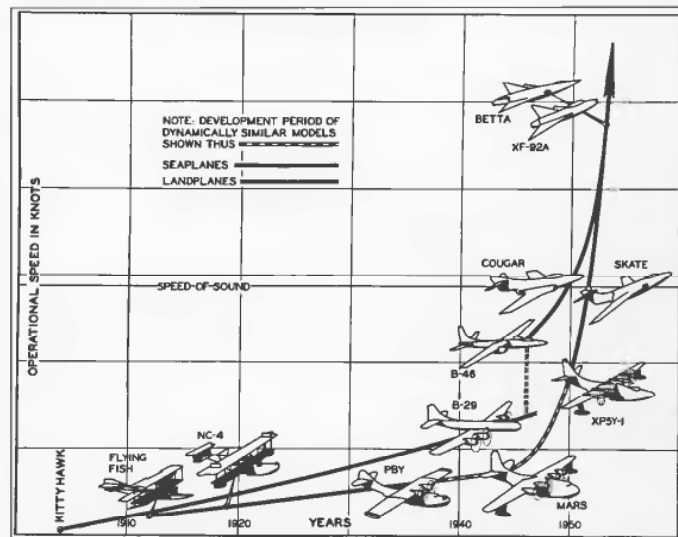 NOTE: DEVELOPMENT PERIOD OF
DYNAMICALLY SIMILAR MODELS
SHOWN THUS
SEAPLANES
LANDPLANES
BETTA
XF-92A
OPERATIONAL SPEED IN KNOTS
COUGAR
SKATE
SPEED-OF-SOUND
B-46
B-29
XP5Y-1
NC-4
FLYING
FISH
PBY
MARS
KITTY HAWK
1910
1920
YEARS
1940
1950